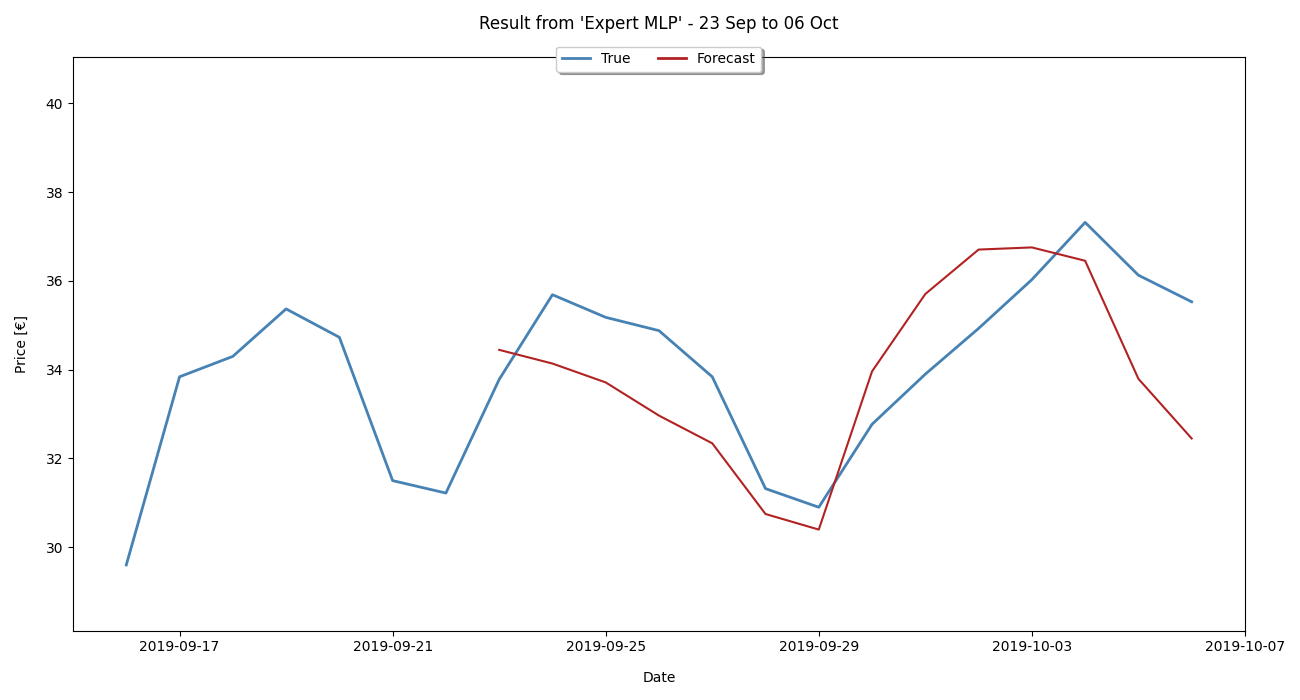 Result from 'Expert MLP' - 23 Sep to 06 Oct
True Forecast
40
38
36
34
32
30
Price [€]
2019-09-17 2019-09-21 2019-09-25 2019-09-29 2019-10-03 2019-10-07
Date